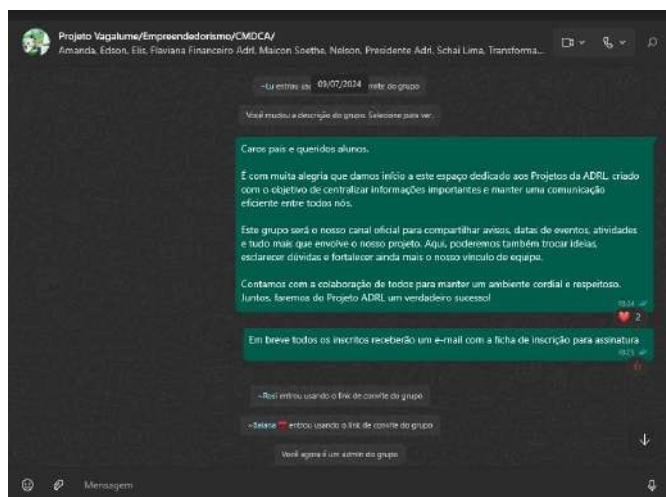 Projeto Vagalume/Empreendedorismo/CMDCA/
Amanda, Edson, Elis, Flaviana Financeiro Adrl, Maicon Soethe, Nelson, Presidente Adrl, Schai Lima, Transforma...
~Lu entrou 09/07/2024 do grupo
Você mudou a descrição do grupo. Selecione para ver.
Caros pais e queridos alunos.
É com muita alegria que damos início a este espaço dedicado aos Projetos da ADRL, criado
com o objetivo de centralizar informações importantes e manter uma comunicação
eficiente entre todos nós.
Este grupo será o nosso canal oficial para compartilhar avisos, datas de eventos, atividades
e tudo mais que envolve o nosso projeto. Aqui, poderemos também trocar ideias,
esclarecer dúvidas e fortalecer ainda mais o nosso vínculo de equipe.
Contamos com a colaboração de todos para manter um ambiente cordial e respeitoso.
Juntos, faremos do Projeto ADRL um verdadeiro sucesso!
2
Em breve todos os inscritos receberão um e-mail com a ficha de inscrição para assinatura
~Rosi entrou usando o link de convite do grupo
entrou usando o link de convite do grupo
Você agora é um admin do grupo
Mensagem